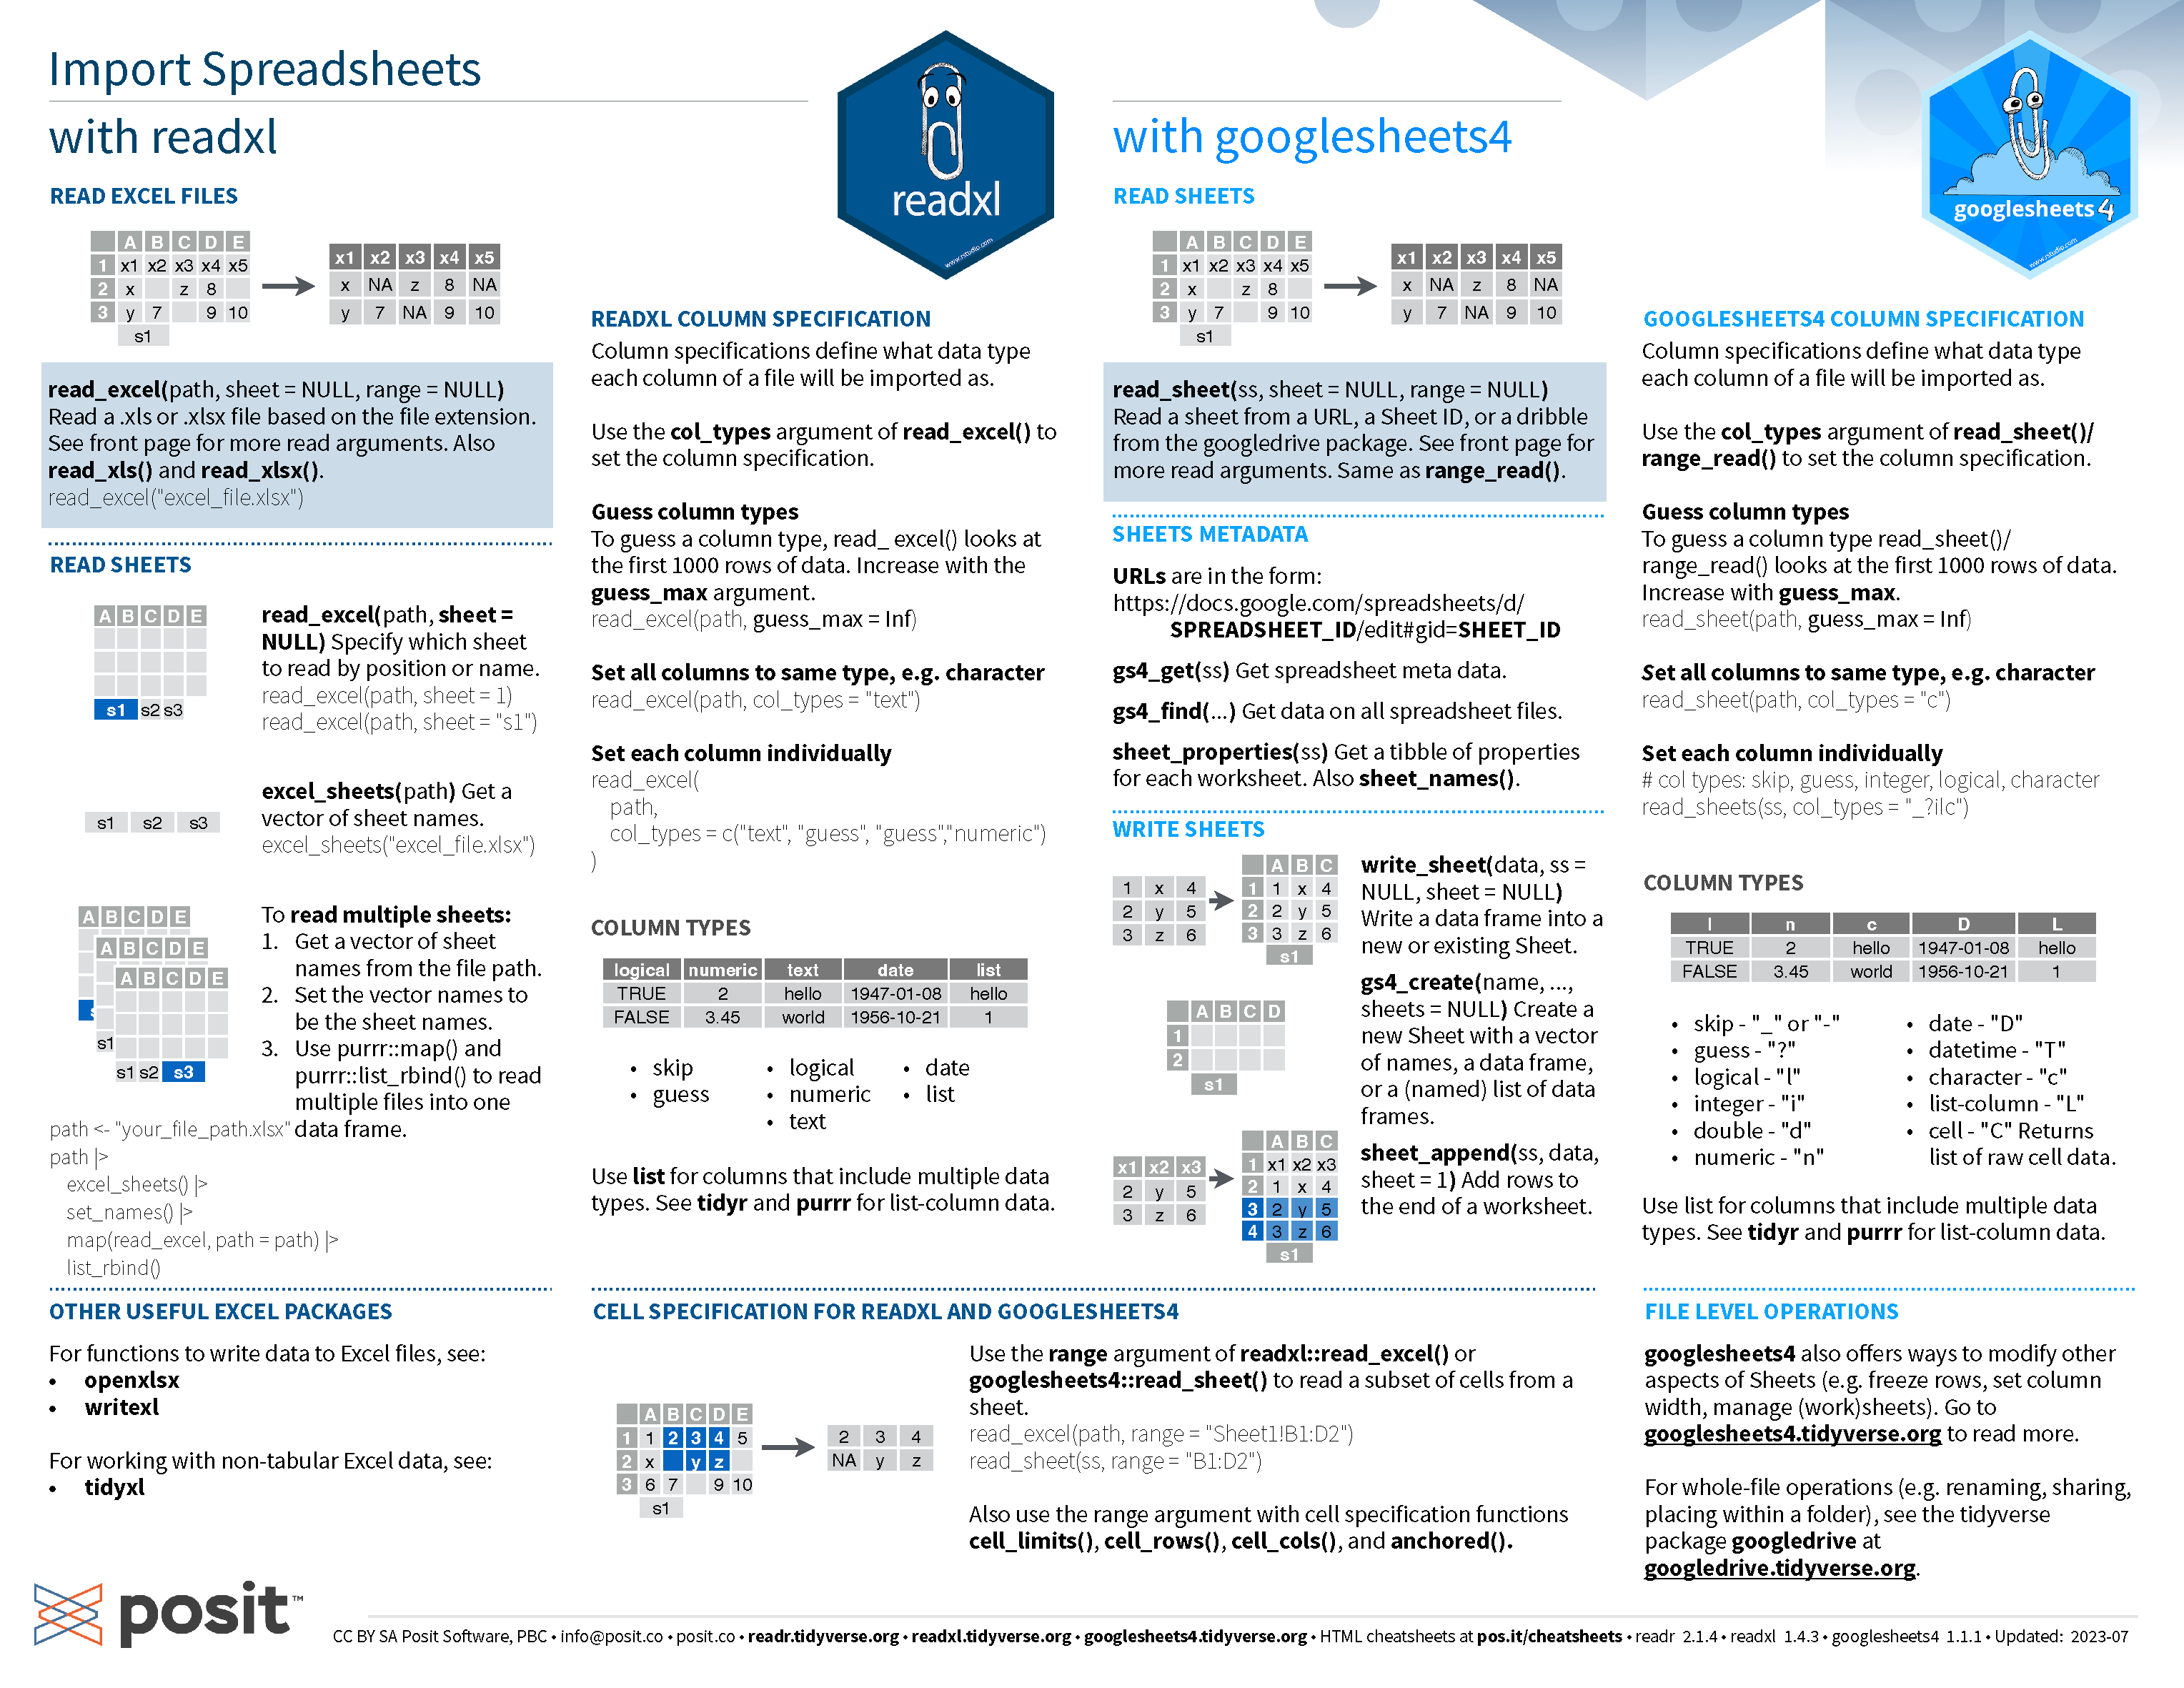 Import Spreadsheets
with readxl
READ EXCEL FILES
A B C D E
1 x1 x2 x3 x4 x5
2 x z 8
3 y 7 9 10
s1
x1 x2 x3 x4 x5
x NA z 8 NA
y 7 NA 9 10
read_excel(path, sheet = NULL, range = NULL)
Read a .xls or .xlsx file based on the file extension.
See front page for more read arguments. Also
read_xls() and read_xlsx().
read_excel("excel_file.xlsx")
READ SHEETS
A B C D E
s1 s2 s3
read_excel(path, sheet =
NULL) Specify which sheet
to read by position or name.
read_excel(path, sheet = 1)
read_excel(path, sheet = "s1")
s1 s2 s3
excel_sheets(path) Get a
vector of sheet names.
excel_sheets("excel_file.xlsx")
A B C D E
A B C D E
A B C D E
s
s1
s1 s2 s3
To read multiple sheets:
1. Get a vector of sheet
names from the file path.
2. Set the vector names to
be the sheet names.
3. Use purrr::map() and
purrr::list_rbind() to read
multiple files into one
data frame.
path <- "your_file_path.xlsx"
path |>
excel_sheets() |>
set_names() |>
map(read_excel, path = path) |>
list_rbind()
OTHER USEFUL EXCEL PACKAGES
For functions to write data to Excel files, see:
• openxlsx
• writexl
For working with non-tabular Excel data, see:
• tidyxl
readxl
www.rstudio.com
READXL COLUMN SPECIFICATION
Column specifications define what data type
each column of a file will be imported as.
Use the col_types argument of read_excel() to
set the column specification.
Guess column types
To guess a column type, read_ excel() looks at
the first 1000 rows of data. Increase with the
guess_max argument.
read_excel(path, guess_max = Inf)
Set all columns to same type, e.g. character
read_excel(path, col_types = "text")
Set each column individually
read_excel(
path,
col_types = c("text", "guess", "guess","numeric")
)
COLUMN TYPES
logical numeric text date list
TRUE 2 hello 1947-01-08 hello
FALSE 3.45 world 1956-10-21 1
• skip
• guess
• logical
• numeric
• text
• date
• list
Use list for columns that include multiple data
types. See tidyr and purrr for list-column data.
CELL SPECIFICATION FOR READXL AND GOOGLESHEETS4
A B C D E
1 1 2 3 4 5
2 x y z
3 6 7 9 10
s1
2 3 4
NA y z
Use the range argument of readxl::read_excel() or
googlesheets4::read_sheet() to read a subset of cells from a
sheet.
read_excel(path, range = "Sheet1!B1:D2")
read_sheet(ss, range = "B1:D2")
Also use the range argument with cell specification functions
cell_limits(), cell_rows(), cell_cols(), and anchored().
with googlesheets4
READ SHEETS
A B C D E
1 x1 x2 x3 x4 x5
2 x z 8
3 y 7 9 10
s1
x1 x2 x3 x4 x5
x NA z 8 NA
y 7 NA 9 10
read_sheet(ss, sheet = NULL, range = NULL)
Read a sheet from a URL, a Sheet ID, or a dribble
from the googledrive package. See front page for
more read arguments. Same as range_read().
SHEETS METADATA
URLs are in the form:
https://docs.google.com/spreadsheets/d/
SPREADSHEET_ID/edit#gid=SHEET_ID
gs4_get(ss) Get spreadsheet meta data.
gs4_find(...) Get data on all spreadsheet files.
sheet_properties(ss) Get a tibble of properties
for each worksheet. Also sheet_names().
WRITE SHEETS
1 x 4
2 y 5
3 z 6
A B C
1 1 x 4
2 2 y 5
3 3 z 6
s1
write_sheet(data, ss =
NULL, sheet = NULL)
Write a data frame into a
new or existing Sheet.
A B C D
1
2
s1
gs4_create(name, ...,
sheets = NULL) Create a
new Sheet with a vector
of names, a data frame,
or a (named) list of data
frames.
x1 x2 x3
2 y 5
3 z 6
A B C
1 x1 x2 x3
2 1 x 4
3 2 y 5
4 3 z 6
s1
sheet_append(ss, data,
sheet = 1) Add rows to
the end of a worksheet.
googlesheets4
www.rstudio.com
GOOGLESHEETS4 COLUMN SPECIFICATION
Column specifications define what data type
each column of a file will be imported as.
Use the col_types argument of read_sheet()/
range_read() to set the column specification.
Guess column types
To guess a column type read_sheet()/
range_read() looks at the first 1000 rows of data.
Increase with guess_max.
read_sheet(path, guess_max = Inf)
Set all columns to same type, e.g. character
read_sheet(path, col_types = "c")
Set each column individually
# col types: skip, guess, integer, logical, character
read_sheets(ss, col_types = "_?ilc")
COLUMN TYPES
l n c D L
TRUE 2 hello 1947-01-08 hello
FALSE 3.45 world 1956-10-21 1
• skip - "_" or "-"
• guess - "?"
• logical - "l"
• integer - "i"
• double - "d"
• numeric - "n"
• date - "D"
• datetime - "T"
• character - "c"
• list-column - "L"
• cell - "C" Returns
list of raw cell data.
Use list for columns that include multiple data
types. See tidyr and purrr for list-column data.
FILE LEVEL OPERATIONS
googlesheets4 also offers ways to modify other
aspects of Sheets (e.g. freeze rows, set column
width, manage (work)sheets). Go to
googlesheets4.tidyverse.org to read more.
For whole-file operations (e.g. renaming, sharing,
placing within a folder), see the tidyverse
package googledrive at
googledrive.tidyverse.org.
posit™
CC BY SA Posit Software, PBC • info@posit.co • posit.co • readr.tidyverse.org • readxl.tidyverse.org • googlesheets4.tidyverse.org • HTML cheatsheets at pos.it/cheatsheets • readr 2.1.4 • readxl 1.4.3 • googlesheets4 1.1.1 • Updated: 2023-07